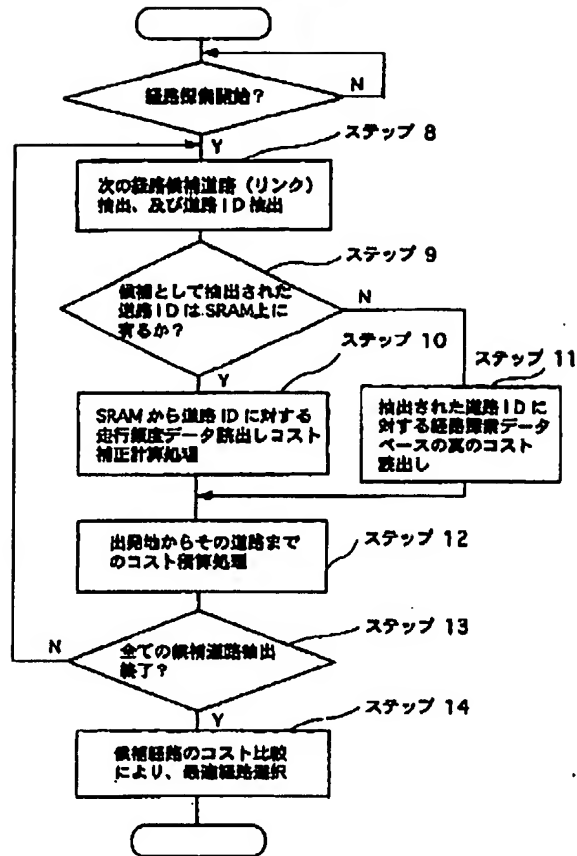 経路探索開始?
N
Y
ステップ 8
次の経路候補道路(リンク)
抽出、及び道路ID抽出
ステップ 9
候補として抽出された
道路IDはSRAM上に
有るか?
N
Y
ステップ 10
SRAMから道路IDに対する
走行頻度データ読出しコスト
補正計算処理
ステップ 11
抽出された道路IDに
対する経路探索データ
ベースの真のコスト
読出し
出発地からその道路まで
のコスト積算処理
ステップ 12
全ての候補道路抽出
終了?
ステップ 13
N
Y
ステップ 14
候補経路のコスト比較
により、最適経路選択